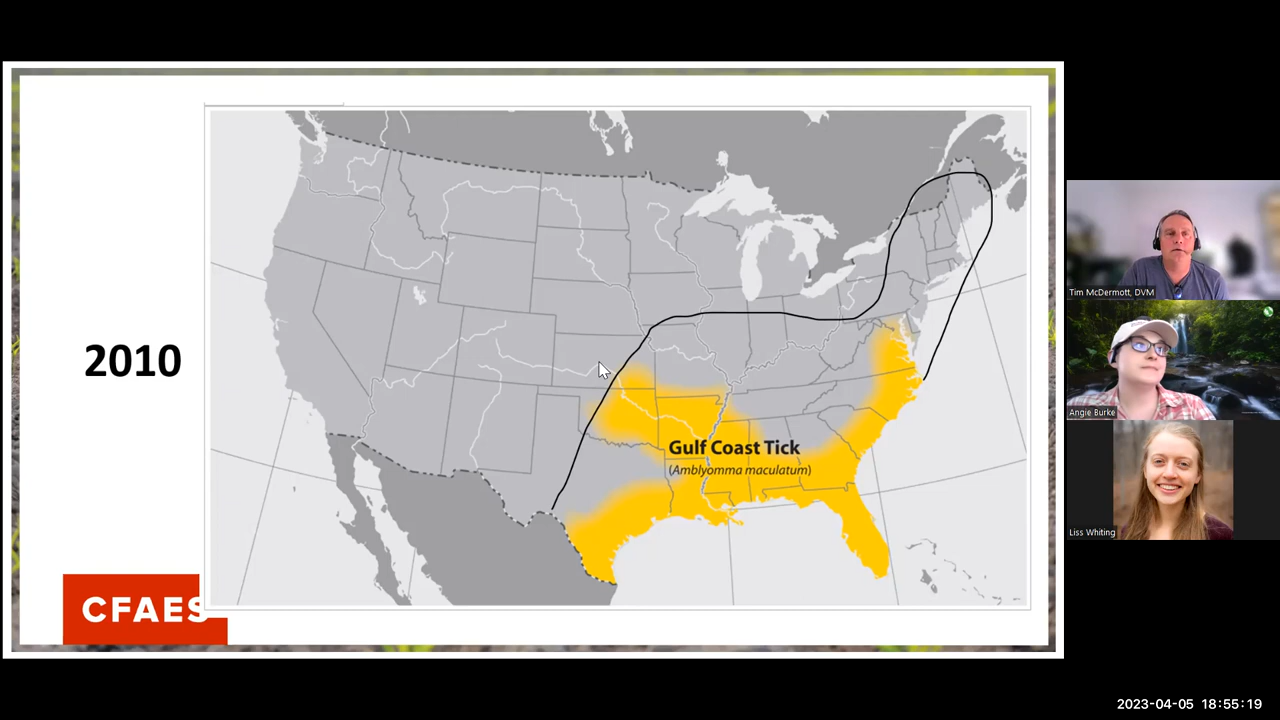 2010
Gulf Coast Tick
(Amblyomma maculatum)
CFAES
Tim McDermott, DVM
Angie Burke
Liss Whiting
2023-04-05 18:55:19